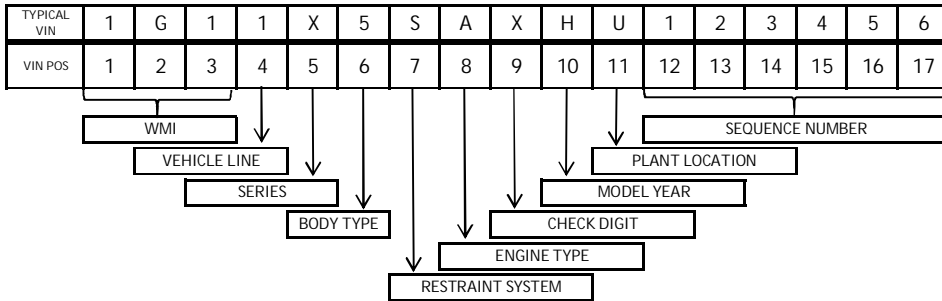 TYPICAL VIN 1 G 1 1 X 5 S A X H U 1 2 3 4 5 6
VIN POS 1 2 3 4 5 6 7 8 9 10 11 12 13 14 15 16 17
WMI SEQUENCE NUMBER
VEHICLE LINE PLANT LOCATION
SERIES MODEL YEAR
BODY TYPE CHECK DIGIT
ENGINE TYPE
RESTRAINT SYSTEM